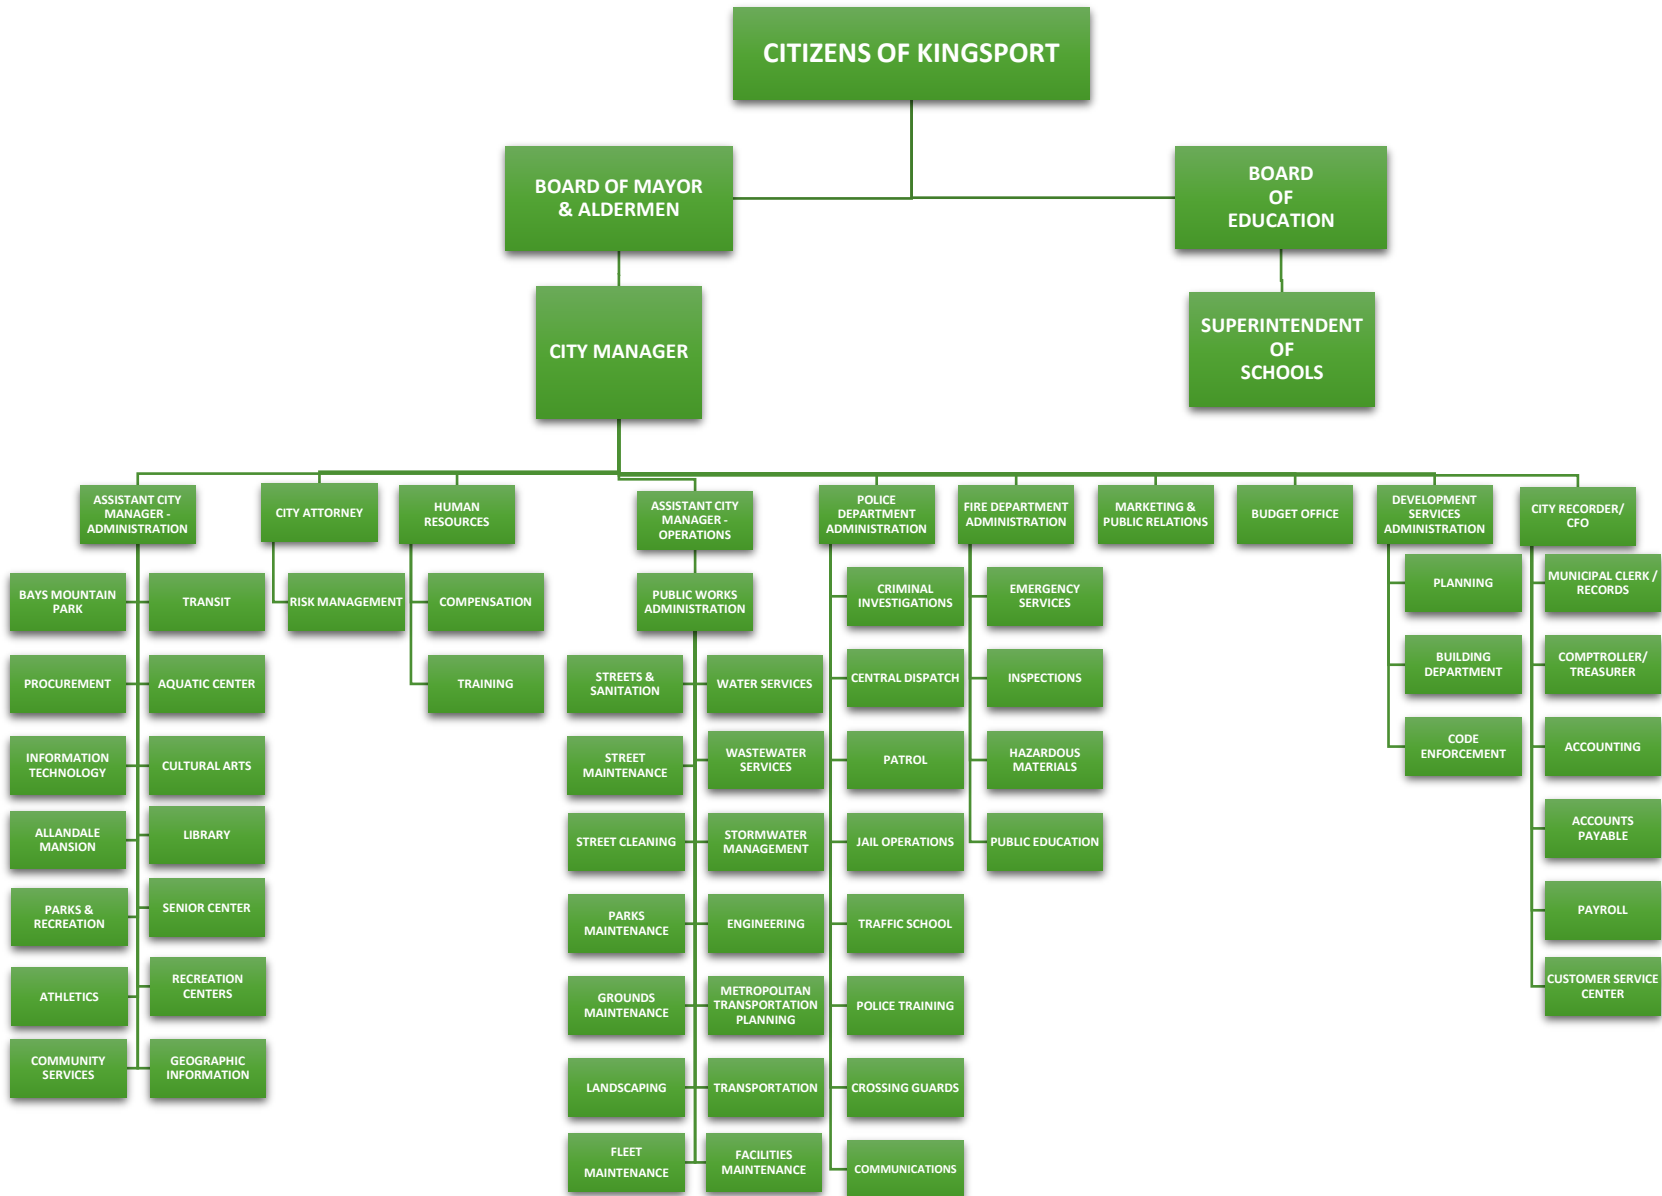 CITIZENS OF KINGSPORT
BOARD OF MAYOR
& ALDERMEN
BOARD
OF
EDUCATION
CITY MANAGER
SUPERINTENDENT
OF
SCHOOLS
ASSISTANT CITY
MANAGER -
ADMINISTRATION
CITY ATTORNEY
HUMAN
RESOURCES
ASSISTANT CITY
MANAGER -
OPERATIONS
POLICE
DEPARTMENT
ADMINISTRATION
FIRE DEPARTMENT
ADMINISTRATION
MARKETING &
PUBLIC RELATIONS
BUDGET OFFICE
DEVELOPMENT
SERVICES
ADMINISTRATION
CITY RECORDER/
CFO
BAYS MOUNTAIN
PARK
TRANSIT
PROCUREMENT
AQUATIC CENTER
INFORMATION
TECHNOLOGY
CULTURAL ARTS
ALLANDALE
MANSION
LIBRARY
PARKS &
RECREATION
SENIOR CENTER
ATHLETICS
RECREATION
CENTERS
COMMUNITY
SERVICES
GEOGRAPHIC
INFORMATION
RISK MANAGEMENT
COMPENSATION
TRAINING
PUBLIC WORKS
ADMINISTRATION
STREETS &
SANITATION
WATER SERVICES
STREET
MAINTENANCE
WASTEWATER
SERVICES
STREET CLEANING
STORMWATER
MANAGEMENT
PARKS
MAINTENANCE
ENGINEERING
GROUNDS
MAINTENANCE
METROPOLITAN
TRANSPORTATION
PLANNING
LANDSCAPING
TRANSPORTATION
FLEET
MAINTENANCE
FACILITIES
MAINTENANCE
CRIMINAL
INVESTIGATIONS
CENTRAL DISPATCH
PATROL
JAIL OPERATIONS
TRAFFIC SCHOOL
POLICE TRAINING
CROSSING GUARDS
COMMUNICATIONS
EMERGENCY
SERVICES
INSPECTIONS
HAZARDOUS
MATERIALS
PUBLIC EDUCATION
PLANNING
BUILDING
DEPARTMENT
CODE
ENFORCEMENT
MUNICIPAL CLERK /
RECORDS
COMPTROLLER/
TREASURER
ACCOUNTING
ACCOUNTS
PAYABLE
PAYROLL
CUSTOMER SERVICE
CENTER